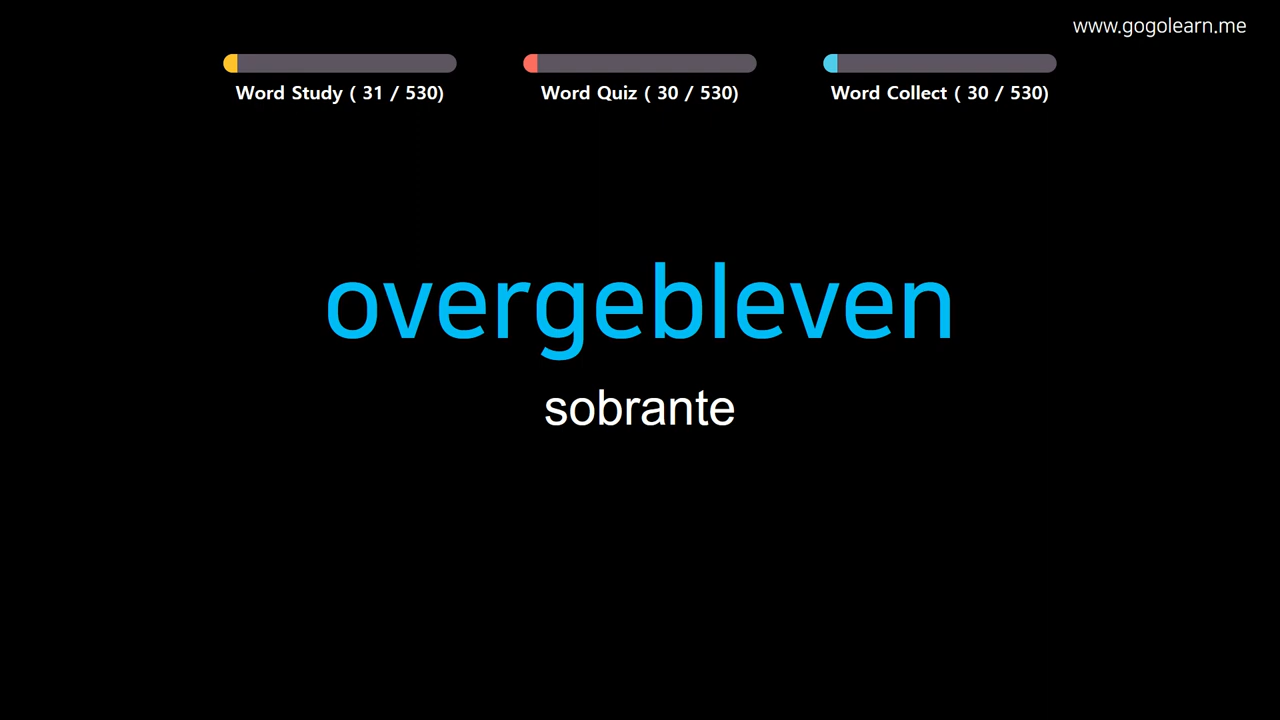 www.gogolearn.me
Word Study ( 31 / 530)
Word Quiz ( 30 / 530)
Word Collect ( 30 / 530)
overgebleven
sobrante